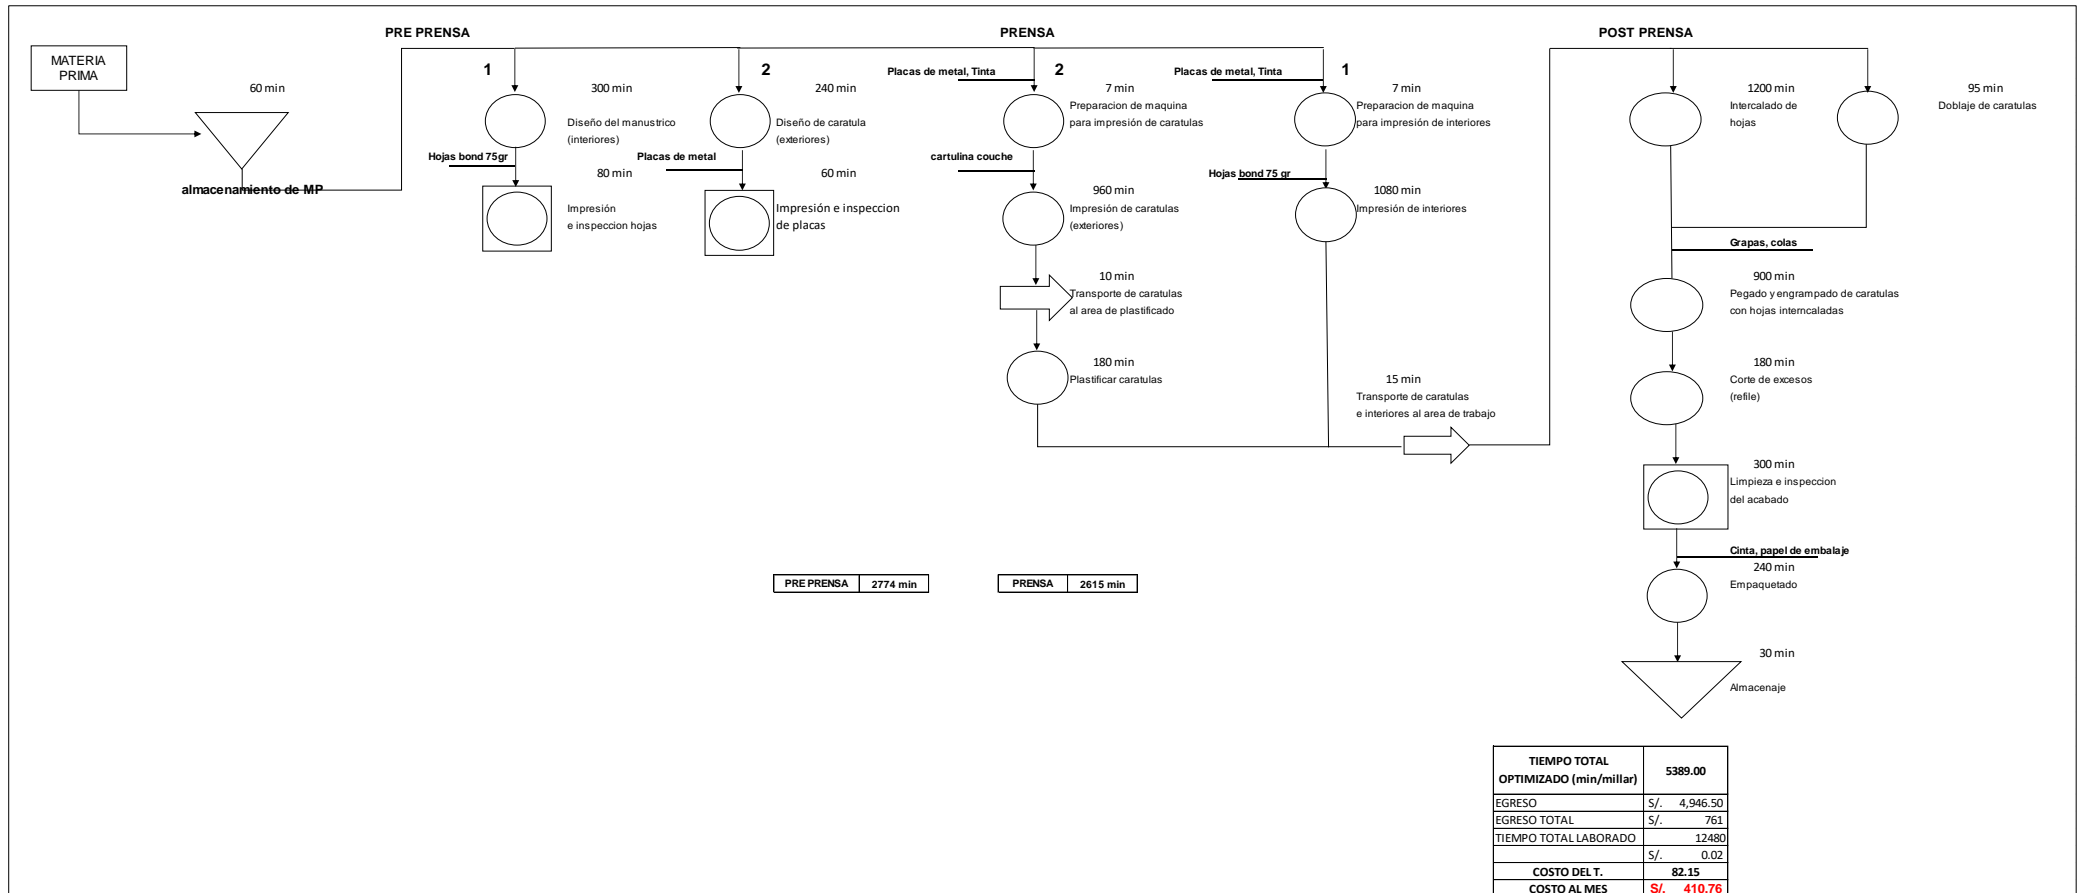 PRE PRENSA
PRENSA
POST PRENSA
MATERIA
PRIMA
60 min
almacenamiento de MP
1
300 min
Diseño del manustrico
(interiores)
Hojas bond 75gr
80 min
Impresión
e inspeccion hojas
2
240 min
Diseño de caratula
(exteriores)
Placas de metal
60 min
Impresión e inspeccion
de placas
Placas de metal, Tinta
2
7 min
Preparacion de maquina
para impresión de caratulas
cartulina couche
960 min
Impresión de caratulas
(exteriores)
10 min
Transporte de caratulas
al area de plastificado
180 min
Plastificar caratulas
Placas de metal, Tinta
1
7 min
Preparacion de maquina
para impresión de interiores
Hojas bond 75 gr
1080 min
Impresión de interiores
15 min
Transporte de caratulas
e interiores al area de trabajo
1200 min
Intercalado de
hojas
95 min
Doblaje de caratulas
Grapas, colas
900 min
Pegado y engrampado de caratulas
con hojas interncaladas
180 min
Corte de excesos
(refile)
300 min
Limpieza e inspeccion
del acabado
Cinta, papel de embalaje
240 min
Empaquetado
30 min
Almacenaje
PRE PRENSA 2774 min
PRENSA 2615 min
TIEMPO TOTAL
OPTIMIZADO (min/millar) 5389.00
EGRESO S/. 4,946.50
EGRESO TOTAL S/. 761
TIEMPO TOTAL LABORADO 12480
S/. 0.02
COSTO DEL T. 82.15
COSTO AL MES S/. 410.76